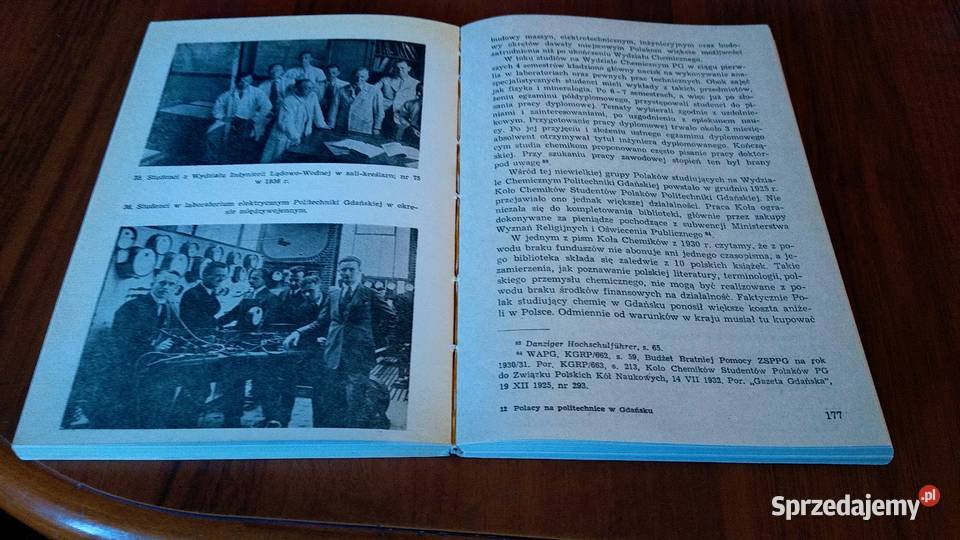 35. Studenci z Wydziału Inżynierii Lądowo-Wodnej w sali-kreślarni nr 75
w 1936 r.
36. Studenci w laboratorium elektrycznym Politechniki Gdańskiej w okre-
sie międzywojennym.
budowy maszyn, elektrotechnicznym, inżynieryjnym oraz budo-
wy okrętów dawały miejscowym Polakom większe możliwości
zatrudnienia niż po ukończeniu Wydziału Chemicznego.
W toku studiów na Wydziale Chemicznym PG w ciągu pierw-
szych 4 semestrów kładziono główny nacisk na wykonywanie ana-
liz w laboratoriach oraz pewnych prac technicznych. Obok zajęć
specjalistycznych studenci mieli wykłady z takich przedmiotów,
jak fizyka i mineralogia. Po 6-7 semestrach, a więc już po zło-
żeniu egzaminu półdyplomowego, przystępowali studenci do pi-
sania pracy dyplomowej. Tematy wybierali zgodnie z uzdolnie-
niami i zainteresowaniami, po uzgodnieniu z opiekunem nau-
kowym. Przygotowanie pracy dyplomowej trwało około 3 miesię-
cy. Po jej przyjęciu i złożeniu ustnego egzaminu dyplomowego
absolwent otrzymywał tytuł inżyniera dyplomowanego. Kończą-
cym studia chemikom proponowano często pisanie pracy doktor-
skiej. Przy szukaniu pracy zawodowej stopień ten był brany
pod uwagę
Wśród tej niewielkiej grupy Polaków studiujących na Wydzia-
le Chemicznym Politechniki Gdańskiej powstało w grudniu 1925 r.
Koło Chemików Studentów Polaków Politechniki Gdańskiej. Nie
przejawiało ono jednak większej działalności. Praca Koła ogra-
niczała się do kompletowania biblioteki, głównie przez zakupy
dokonywane za pieniądze pochodzące z subwencji Ministerstwa
Wyznań Religijnych i Oświecenia Publicznego 84
W jednym z pism Koła Chemików z 1930 r. czytamy, że z po-
wodu braku funduszów nie abonuje ani jednego czasopisma, a je-
go biblioteka składa się zaledwie z 10 polskich książek. Takie
zamierzenia, jak poznawanie polskiej literatury, terminologii, pol-
skiego przemysłu chemicznego, nie mogą być realizowane z po-
wodu braku środków finansowych na działalność. Faktycznie Po-
lak studiujący chemię w Gdańsku ponosił większe koszta aniże-
li w Polsce. Odmiennie od warunków w kraju musiał tu kupować
83 Danziger Hochschulführer, s. 65.
84 WAPG, KGRP/662, s. 59, Budżet Bratniej Pomocy ZSPPG na rok
1930/31. Por. KGRP/663, s. 213, Koło Chemików Studentów Polaków PG
do Związku Polskich Kół Naukowych, 14 VII 1932. Por. „Gazeta Gdańska",
19 XII 1925, nr 293.
12 Polacy na politechnice w Gdańsku
177
Sprzedajemy.pl